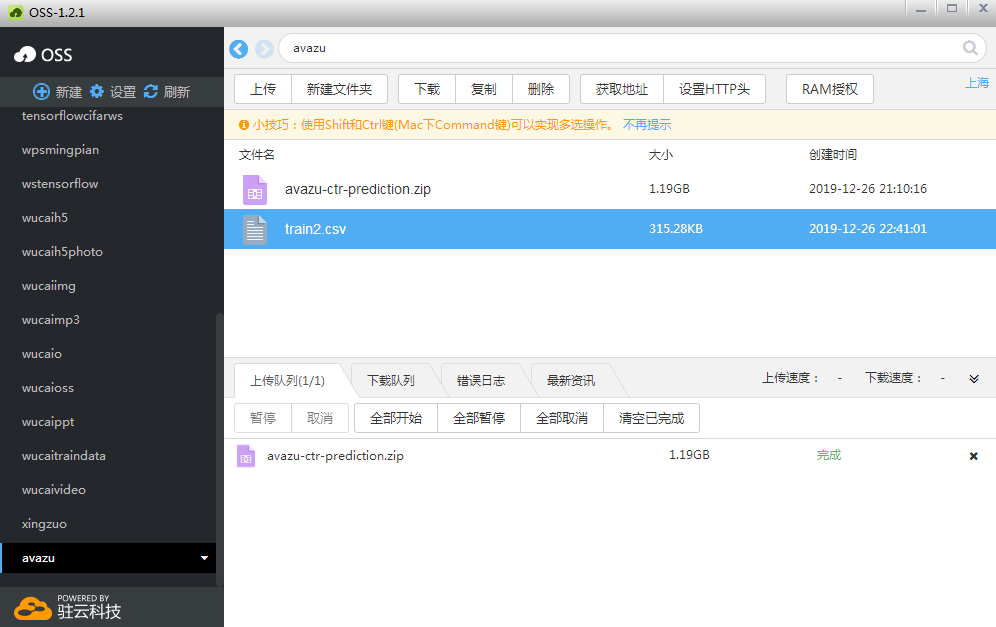 OSS-1.2.1
OSS
新建 设置 刷新
tensorflowcifarws
wpsmingpian
wstensorflow
wucaih5
wucaih5photo
wucaiimg
wucaimp3
wucaio
wucaioss
wucaippt
wucaitraindata
wucaivideo
xingzuo
avazu
POWERED BY
驻云科技
avazu
上传 新建文件夹 下载 复制 删除 获取地址 设置HTTP头 RAM授权 上海
小技巧：使用Shift和Ctrl键(Mac下Command键)可以实现多选操作。 不再提示
文件名 大小 创建时间
avazu-ctr-prediction.zip 1.19GB 2019-12-26 21:10:16
train2.csv 315.28KB 2019-12-26 22:41:01
上传队列(1/1) 下载队列 错误日志 最新资讯 上传速度： - 下载速度： -
暂停 取消 全部开始 全部暂停 全部取消 清空已完成
avazu-ctr-prediction.zip 1.19GB 完成